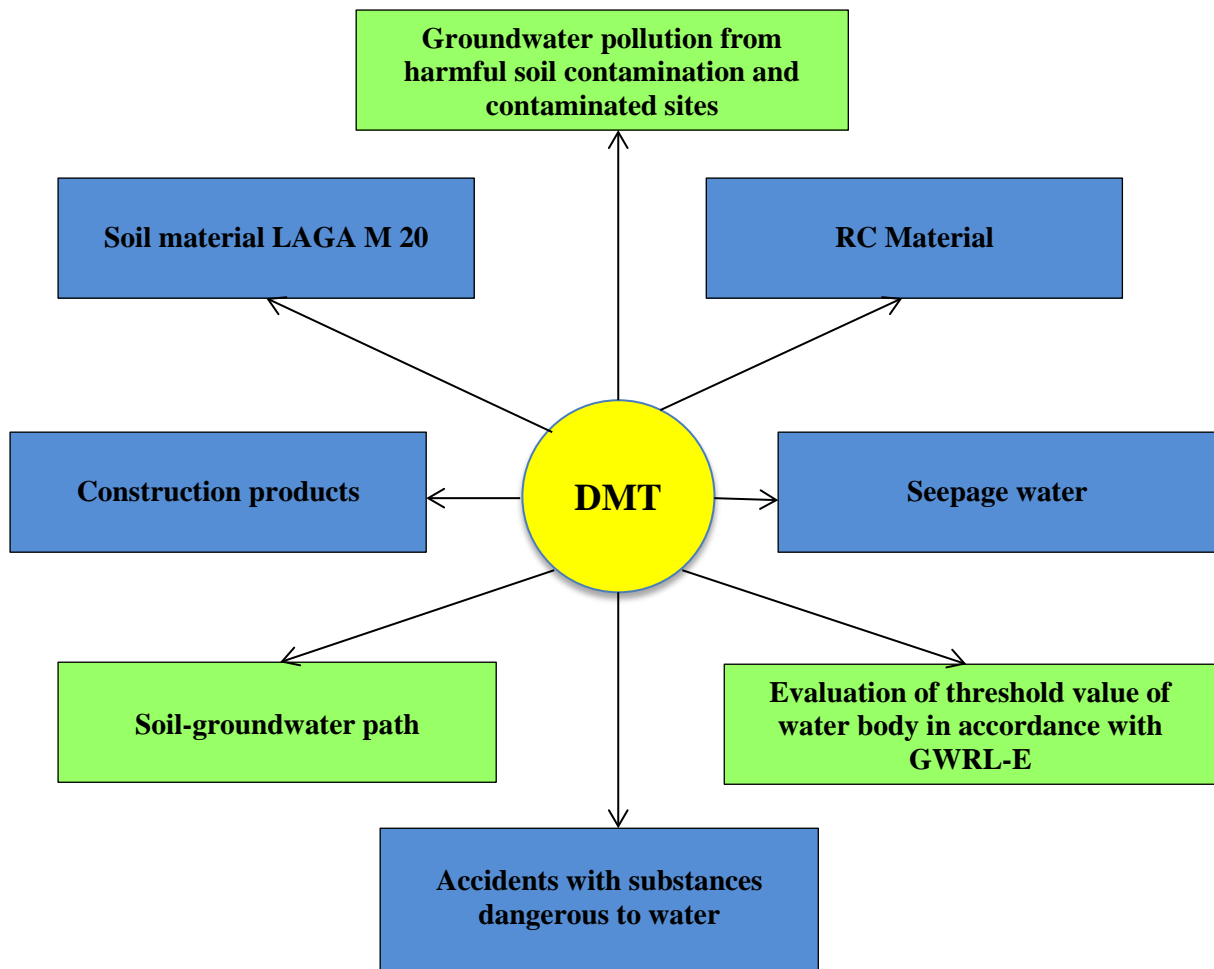 Groundwater pollution from
harmful soil contamination and
contaminated sites
Soil material LAGA M 20
RC Material
Construction products
DMT
Seepage water
Soil-groundwater path
Evaluation of threshold value of
water body in accordance with
GWRL-E
Accidents with substances
dangerous to water